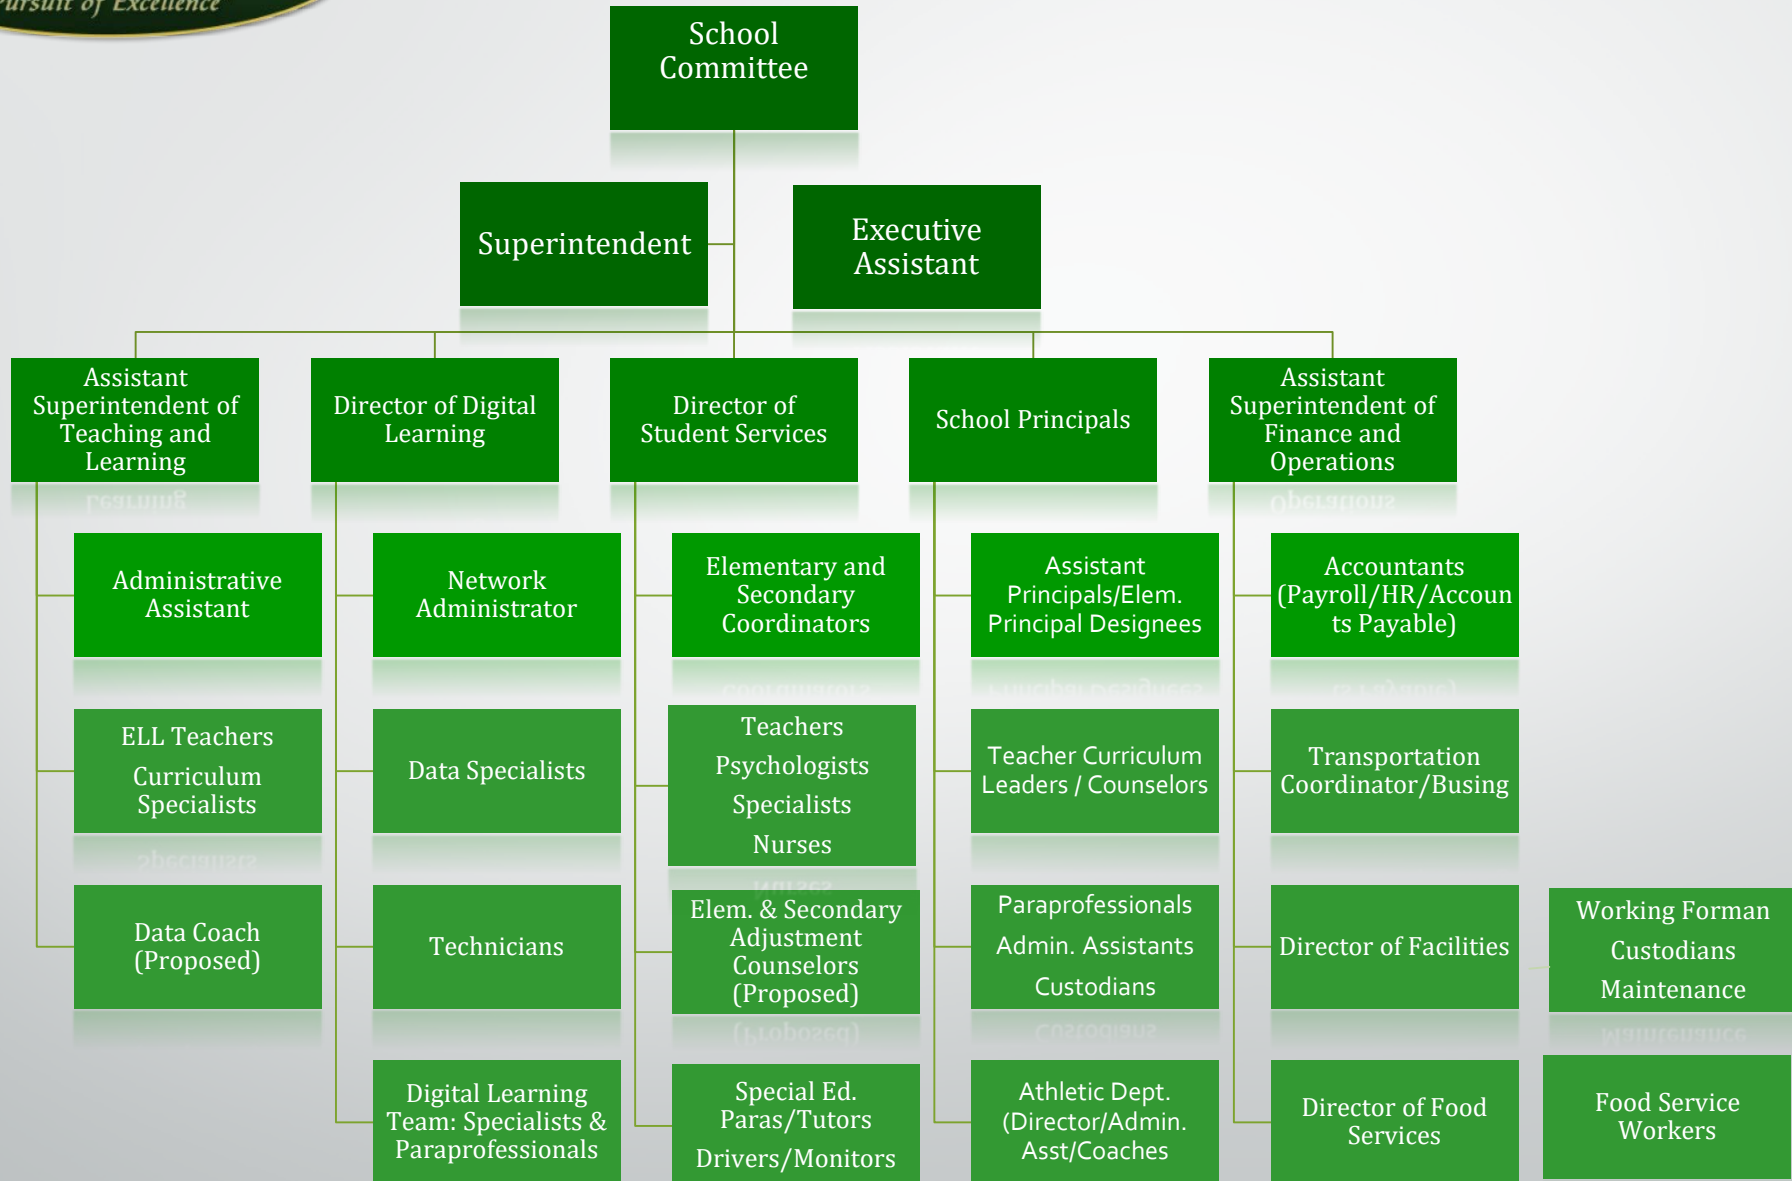 Pursuit of Excellence
School
Committee
Superintendent
Executive
Assistant
Assistant
Superintendent of
Teaching and
Learning
Director of Digital
Learning
Director of
Student Services
School Principals
Assistant
Superintendent of
Finance and
Operations
Administrative
Assistant
Network
Administrator
Elementary and
Secondary
Coordinators
Assistant
Principals/Elem.
Principal Designees
Accountants
(Payroll/HR/Accoun
ts Payable)
ELL Teachers
Curriculum
Specialists
Data Specialists
Teachers
Psychologists
Specialists
Nurses
Teacher Curriculum
Leaders / Counselors
Transportation
Coordinator/Busing
Data Coach
(Proposed)
Technicians
Elem. & Secondary
Adjustment
Counselors
(Proposed)
Paraprofessionals
Admin. Assistants
Custodians
Director of Facilities
Working Forman
Custodians
Maintenance
Digital Learning
Team: Specialists &
Paraprofessionals
Special Ed.
Paras/Tutors
Drivers/Monitors
Athletic Dept.
(Director/Admin.
Asst/Coaches
Director of Food
Services
Food Service
Workers